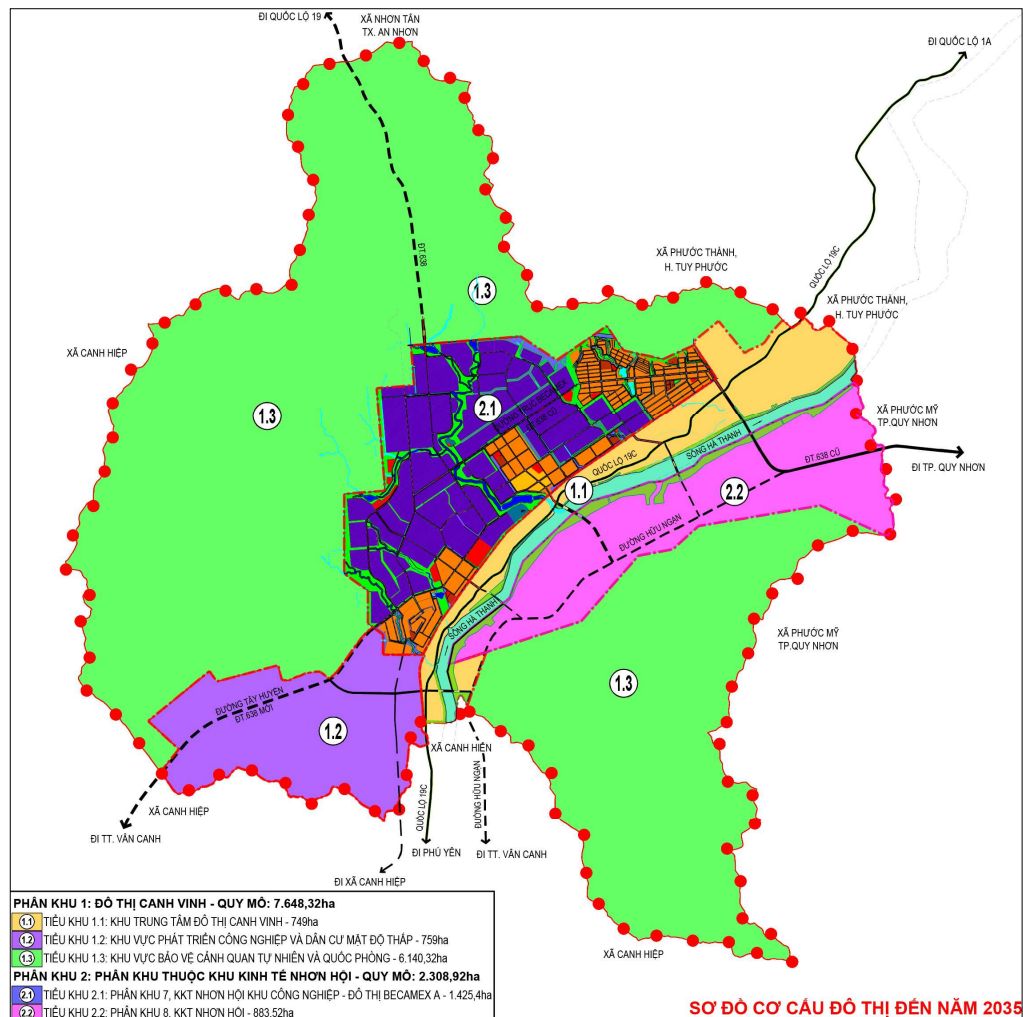 ĐI QUỐC LỘ 19
XÃ NHƠN TÂN
TX. AN NHƠN
ĐI QUỐC LỘ 1A
ĐT.638
XÃ PHƯỚC THÀNH,
H. TUY PHƯỚC
QUỐC LỘ 19C
1.3
XÃ PHƯỚC THÀNH,
H. TUY PHƯỚC
XÃ CANH HIỆP
1.3
2.1
ĐT.638 CŨ
XÃ PHƯỚC MỸ
TP.QUY NHƠN
SÔNG HÀ THANH
QUỐC LỘ 19C
ĐT.638 CŨ
ĐI TP. QUY NHƠN
1.1
2.2
ĐƯỜNG HỮU NGẠN
SÔNG HÀ THANH
XÃ PHƯỚC MỸ
TP.QUY NHƠN
1.3
ĐƯỜNG TÂY HUYỆN
ĐT.638 MỚI
1.2
XÃ CANH HIỂN
XÃ CANH HIỆP
QUỐC LỘ 19C
ĐƯỜNG HỮU NGẠN
ĐI TT. VÂN CANH
ĐI PHÚ YÊN
ĐI TT. VÂN CANH
ĐI XÃ CANH HIỆP
XÃ CANH HIỆP
PHÂN KHU 1: ĐÔ THỊ CANH VINH - QUY MÔ: 7.648,32ha
1.1 TIỂU KHU 1.1: KHU TRUNG TÂM ĐÔ THỊ CANH VINH - 749ha
1.2 TIỂU KHU 1.2: KHU VỰC PHÁT TRIỂN CÔNG NGHIỆP VÀ DÂN CƯ MẬT ĐỘ THẤP - 759ha
1.3 TIỂU KHU 1.3: KHU VỰC BẢO VỆ CẢNH QUAN TỰ NHIÊN VÀ QUỐC PHÒNG - 6.140,32ha
PHÂN KHU 2: PHÂN KHU THUỘC KHU KINH TẾ NHƠN HỘI - QUY MÔ: 2.308,92ha
2.1 TIỂU KHU 2.1: PHÂN KHU 7, KKT NHƠN HỘI KHU CÔNG NGHIỆP - ĐÔ THỊ BECAMEX A - 1.425,4ha
2.2 TIỂU KHU 2.2: PHÂN KHU 8, KKT NHƠN HỘI - 883,52ha
SƠ ĐỒ CƠ CẤU ĐÔ THỊ ĐẾN NĂM 2035